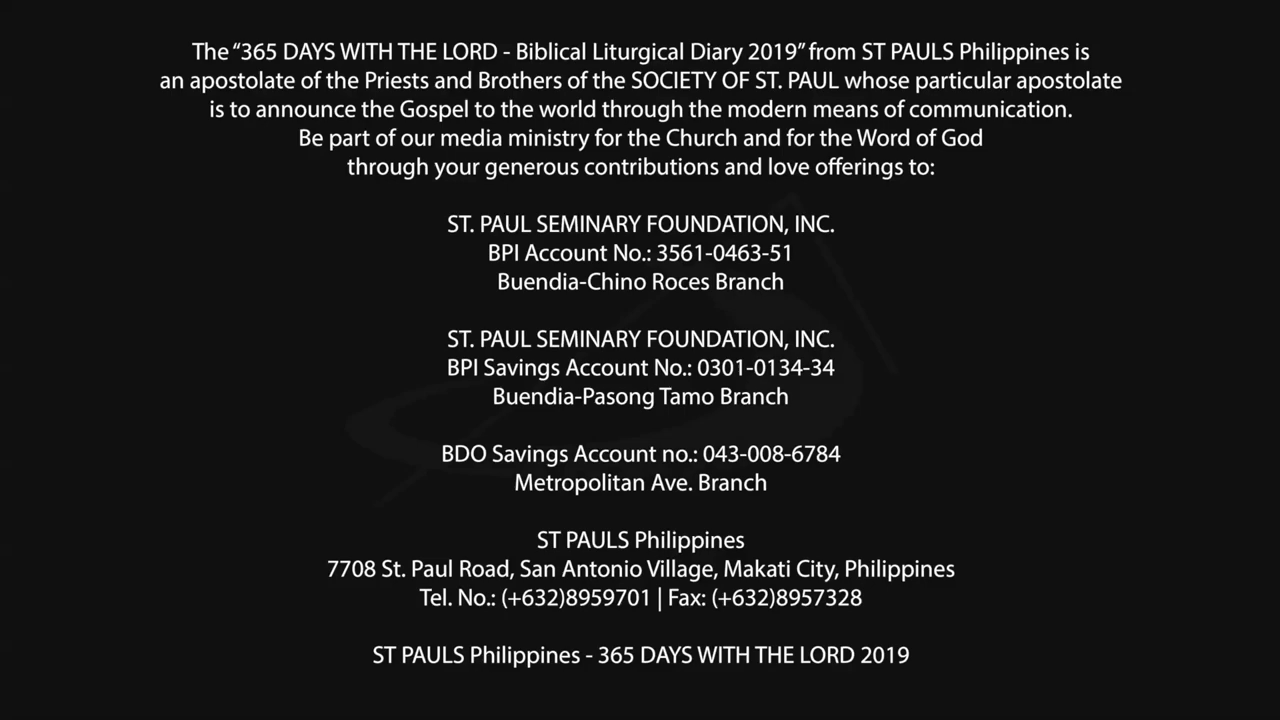 The “365 DAYS WITH THE LORD - Biblical Liturgical Diary 2019” from ST PAULS Philippines is
an apostolate of the Priests and Brothers of the SOCIETY OF ST. PAUL whose particular apostolate
is to announce the Gospel to the world through the modern means of communication.
Be part of our media ministry for the Church and for the Word of God
through your generous contributions and love offerings to:
ST. PAUL SEMINARY FOUNDATION, INC.
BPI Account No.: 3561-0463-51
Buendia-Chino Roces Branch
ST. PAUL SEMINARY FOUNDATION, INC.
BPI Savings Account No.: 0301-0134-34
Buendia-Pasong Tamo Branch
BDO Savings Account no.: 043-008-6784
Metropolitan Ave. Branch
ST PAULS Philippines
7708 St. Paul Road, San Antonio Village, Makati City, Philippines
Tel. No.: (+632)8959701 | Fax: (+632)8957328
ST PAULS Philippines - 365 DAYS WITH THE LORD 2019